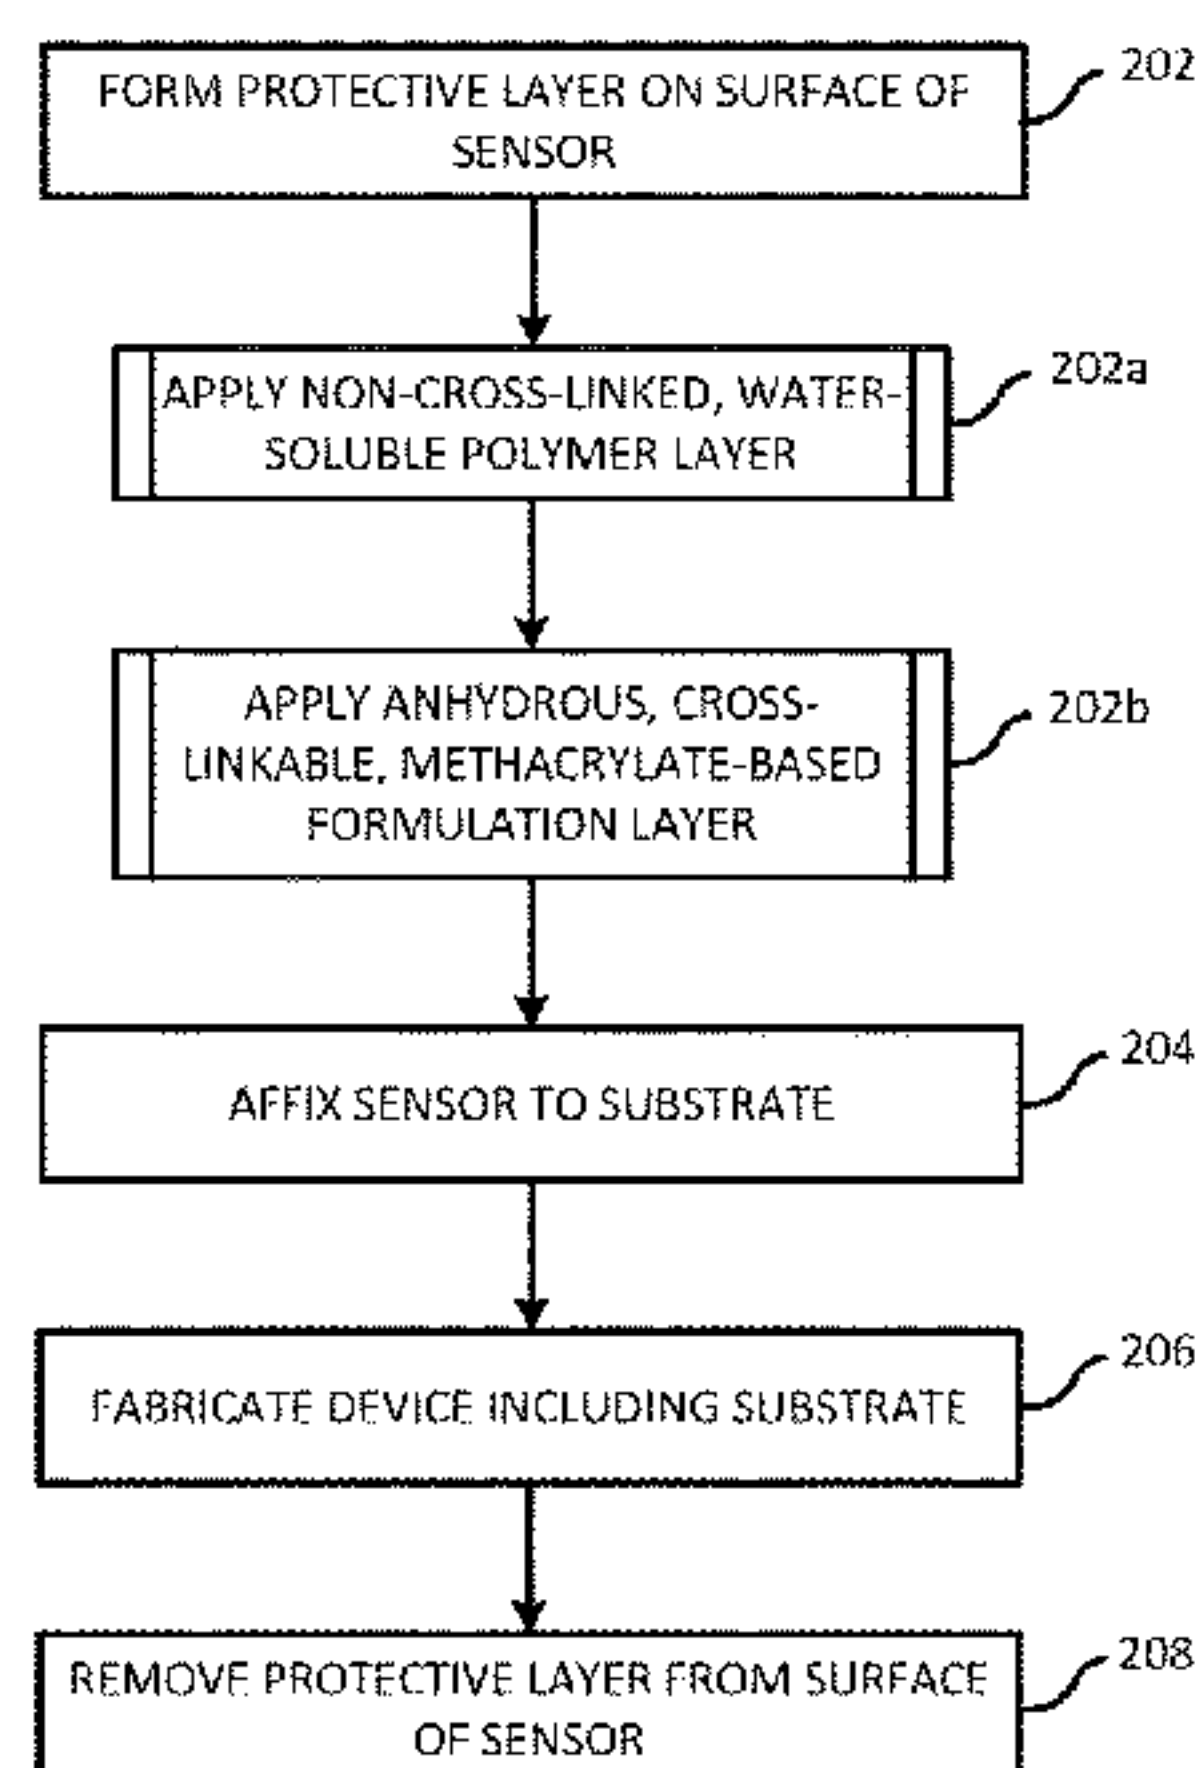 FORM PROTECTIVE LAYER ON SURFACE OF
SENSOR
202
APPLY NON-CROSS-LINKED, WATER-
SOLUBLE POLYMER LAYER
202a
APPLY ANHYDROUS, CROSS-
LINKABLE, METHACRYLATE-BASED
FORMULATION LAYER
202b
AFFIX SENSOR TO SUBSTRATE
204
FABRICATE DEVICE INCLUDING SUBSTRATE
206
REMOVE PROTECTIVE LAYER FROM SURFACE
OF SENSOR
208